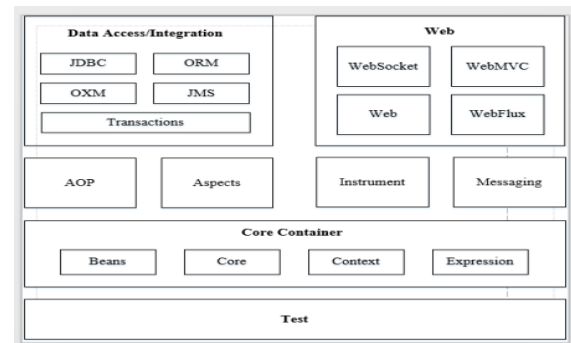 Data Access/Integration
JDBC
ORM
OXM
JMS
Transactions
Web
WebSocket
WebMVC
Web
WebFlux
AOP
Aspects
Instrument
Messaging
Core Container
Beans
Core
Context
Expression
Test